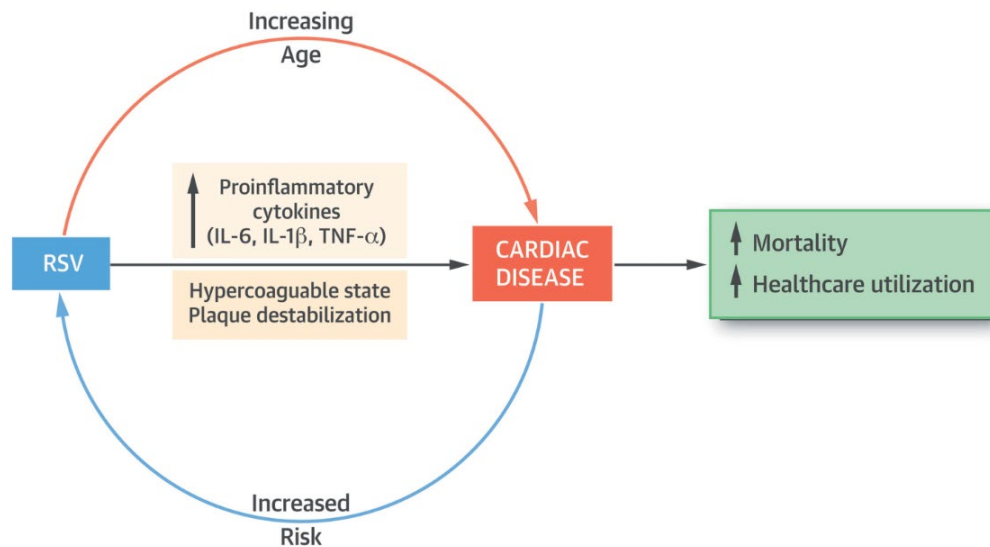 Increasing
Age
Proinflammatory
cytokines
(IL-6, IL-1β, TNF-α)
RSV
Hypercoaguable state
Plaque destabilization
CARDIAC
DISEASE
Mortality
Healthcare utilization
Increased
Risk